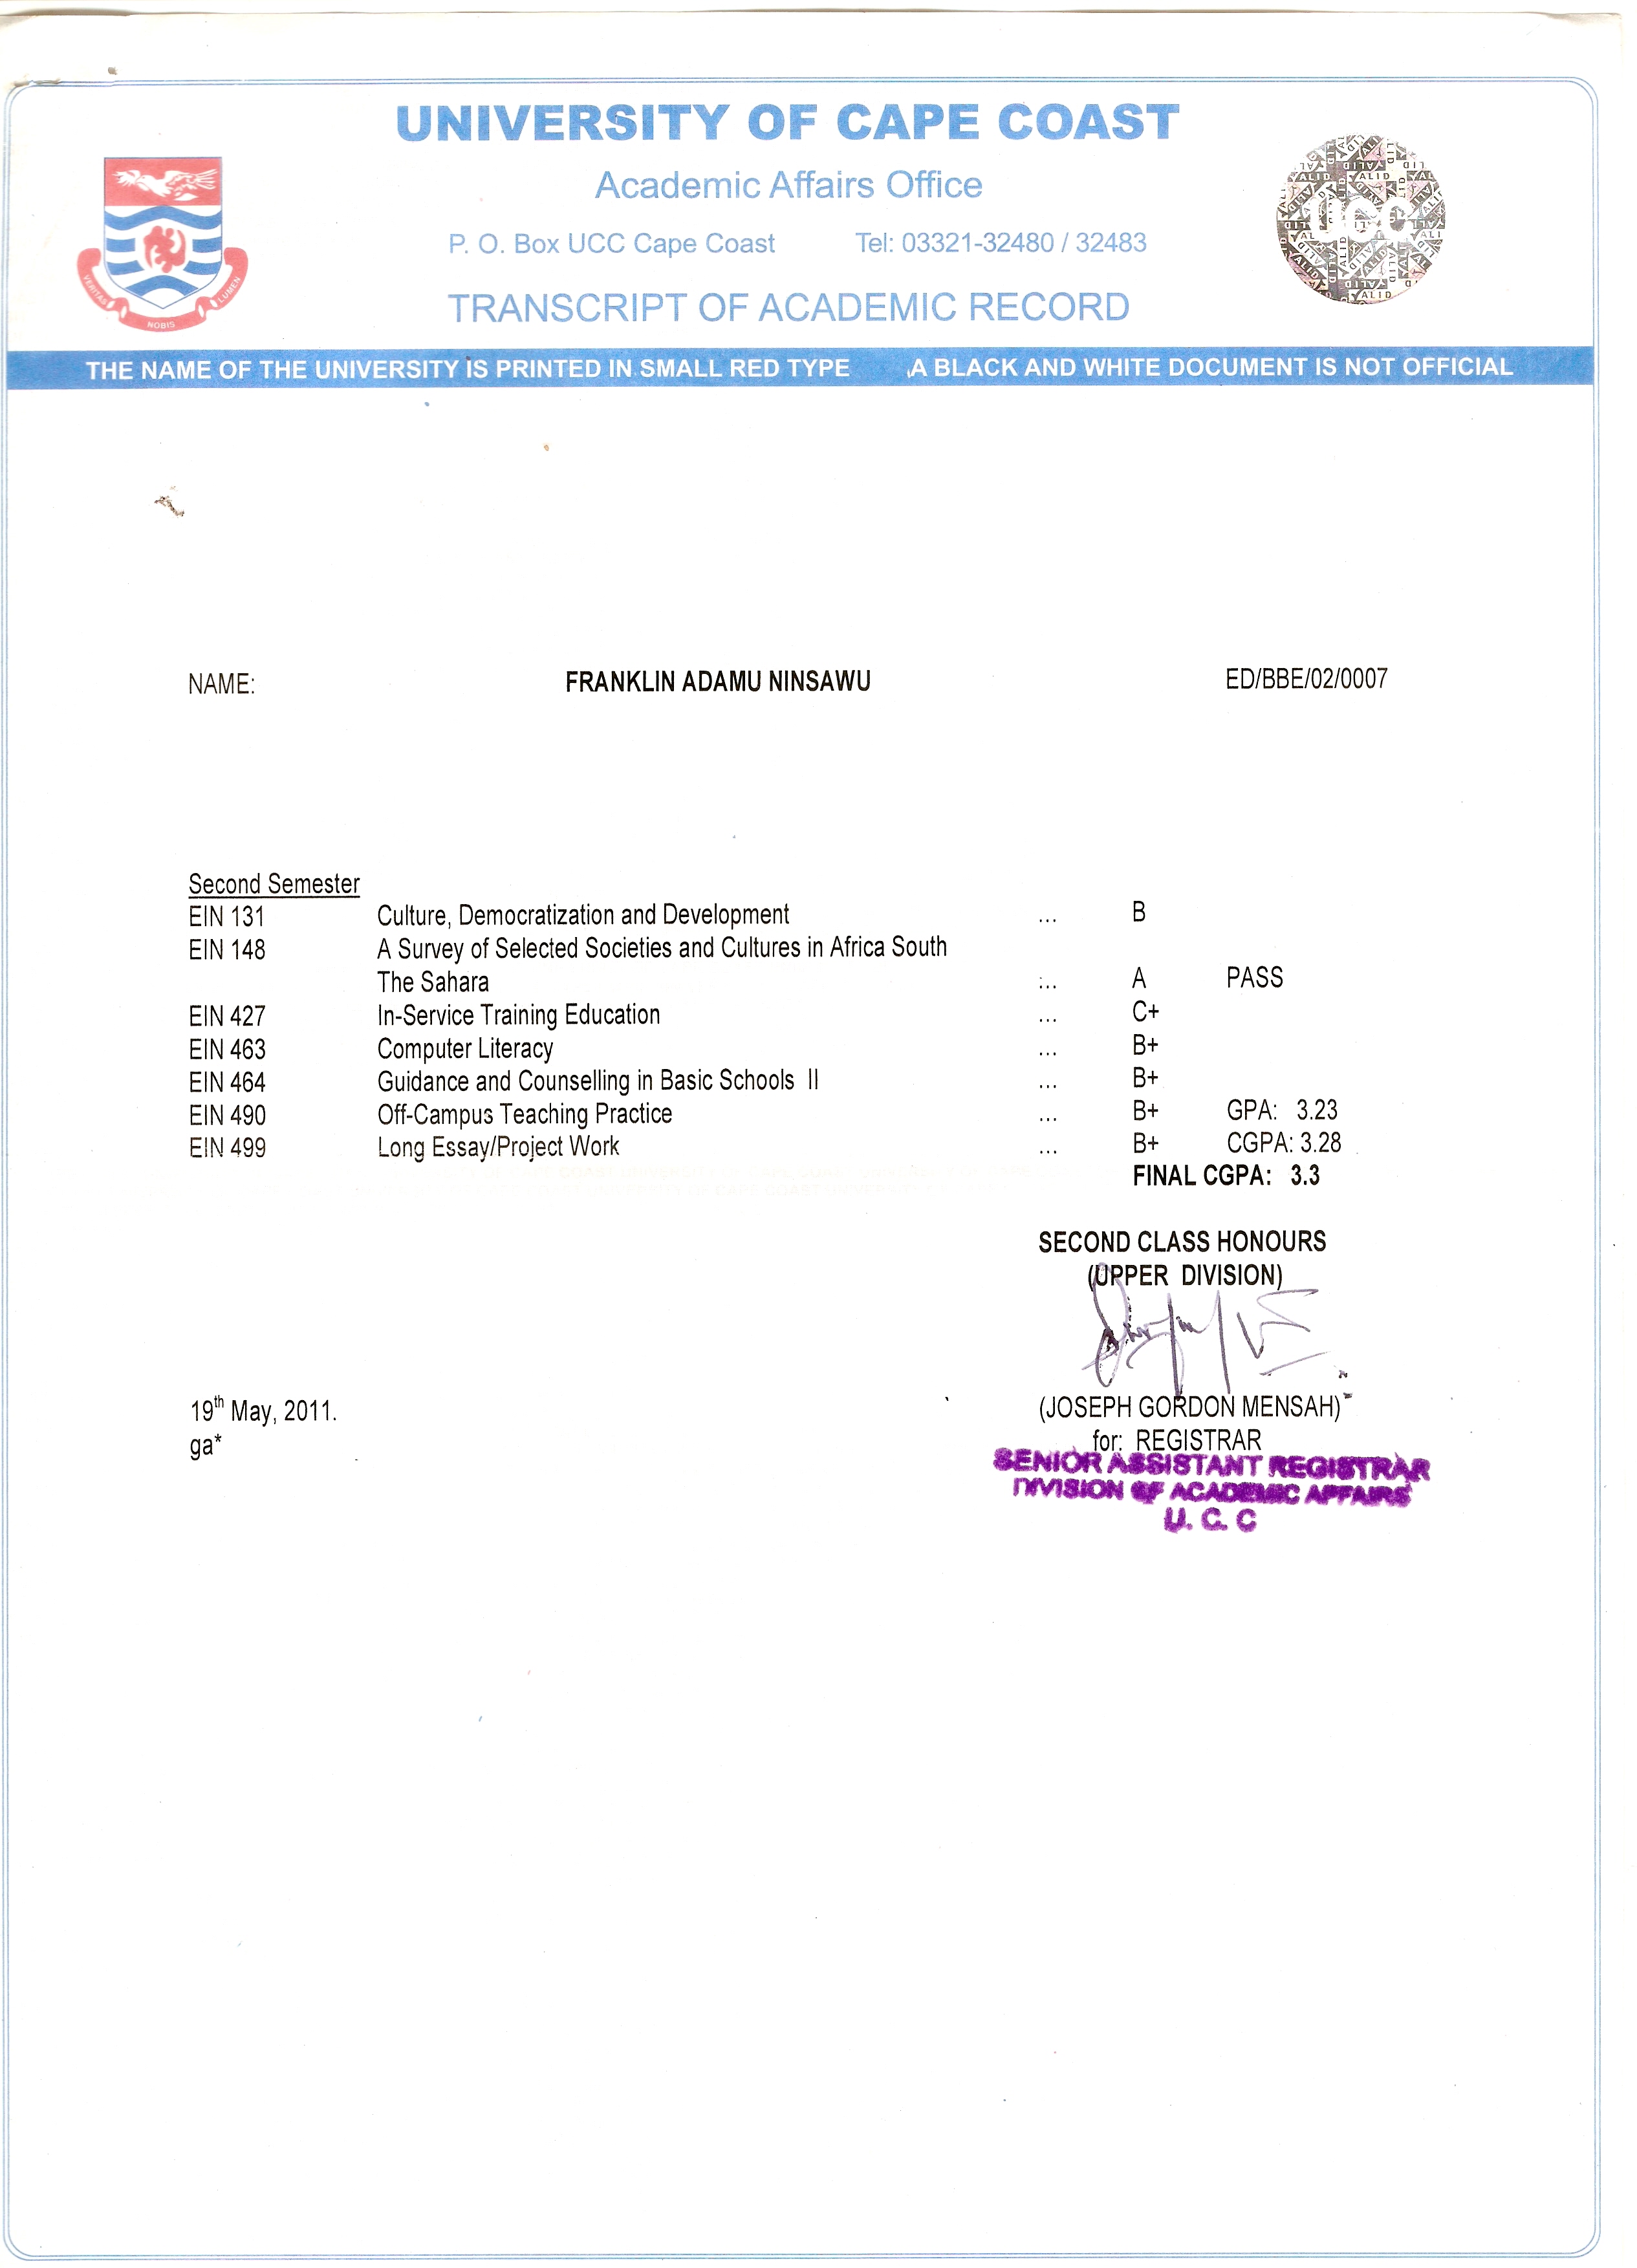 UNIVERSITY OF CAPE COAST
Academic Affairs Office
P. O. Box UCC Cape Coast Tel: 03321-32480 / 32483
TRANSCRIPT OF ACADEMIC RECORD
VERITAS NOBIS LUMEN
UCC
VALID
THE NAME OF THE UNIVERSITY IS PRINTED IN SMALL RED TYPE A BLACK AND WHITE DOCUMENT IS NOT OFFICIAL
NAME: FRANKLIN ADAMU NINSAWU ED/BBE/02/0007
Second Semester
EIN 131 Culture, Democratization and Development ... B
EIN 148 A Survey of Selected Societies and Cultures in Africa South
The Sahara ... A PASS
EIN 427 In-Service Training Education ... C+
EIN 463 Computer Literacy ... B+
EIN 464 Guidance and Counselling in Basic Schools II ... B+
EIN 490 Off-Campus Teaching Practice ... B+ GPA: 3.23
EIN 499 Long Essay/Project Work ... B+ CGPA: 3.28
FINAL CGPA: 3.3
SECOND CLASS HONOURS
(UPPER DIVISION)
19th May, 2011. (JOSEPH GORDON MENSAH)
ga* for: REGISTRAR
SENIOR ASSISTANT REGISTRAR
DIVISION OF ACADEMIC AFFAIRS
U. C. C